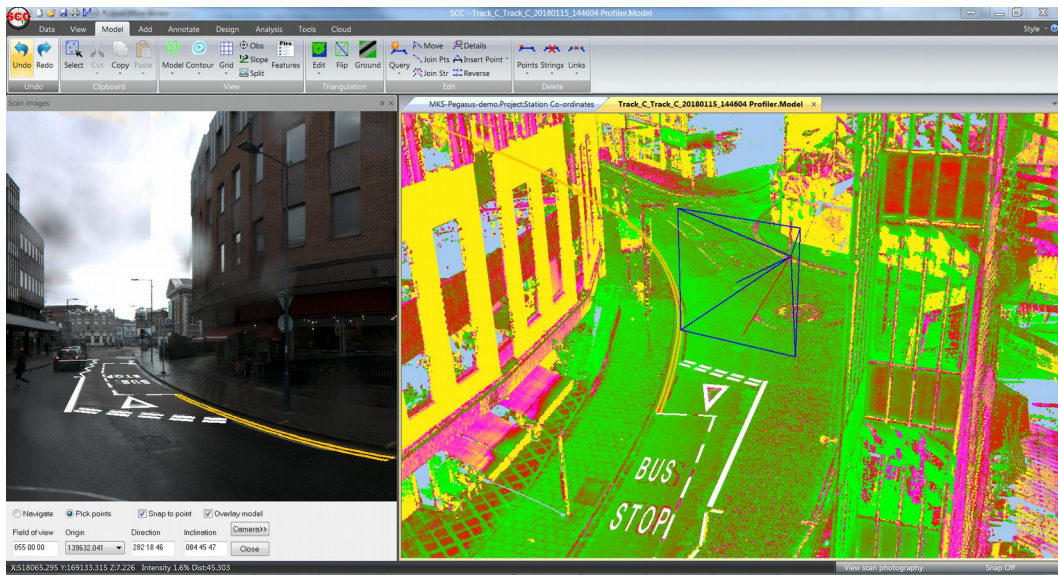 SCC
SCC - Track_C_Track_C_20180115_144604 Profiler.Model
Data View Model Add Annotate Design Analysis Tools Cloud Style
Undo Redo Select Cut Copy Paste Model Contour Grid Obs Slope Split Ftrs Features Edit Flip Ground Query Move Join Pts Join Str Details Insert Point Reverse Points Strings Links
Undo Clipboard View Triangulation Edit Delete
Scan images
MKS-Pegasus-demo.Project:Station Co-ordinates Track_C_Track_C_20180115_144604 Profiler.Model
BUS
STOP
BUS
STOP
Navigate Pick points Snap to point Overlay model
Field of view Origin Direction Inclination Camera>>
055 00 00 139632.041 282 18 46 084 45 47 Close
X:518065.295 Y:169133.315 Z:7.226 Intensity 1.6% Dist:45.303 View scan photography Snap Off